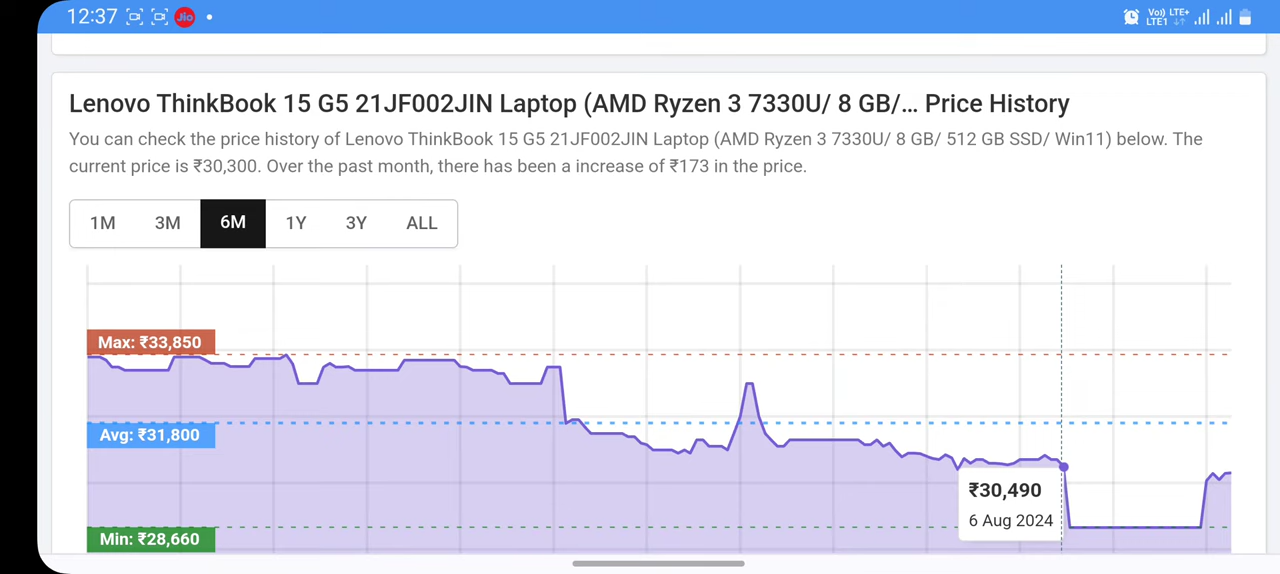 12:37 Jio Vo) LTE+
LTE1
Lenovo ThinkBook 15 G5 21JF002JIN Laptop (AMD Ryzen 3 7330U/ 8 GB/... Price History
You can check the price history of Lenovo ThinkBook 15 G5 21JF002JIN Laptop (AMD Ryzen 3 7330U/ 8 GB/ 512 GB SSD/ Win11) below. The
current price is ₹30,300. Over the past month, there has been a increase of ₹173 in the price.
1M 3M 6M 1Y 3Y ALL
Max: ₹33,850
Avg: ₹31,800
₹30,490
6 Aug 2024
Min: ₹28,660